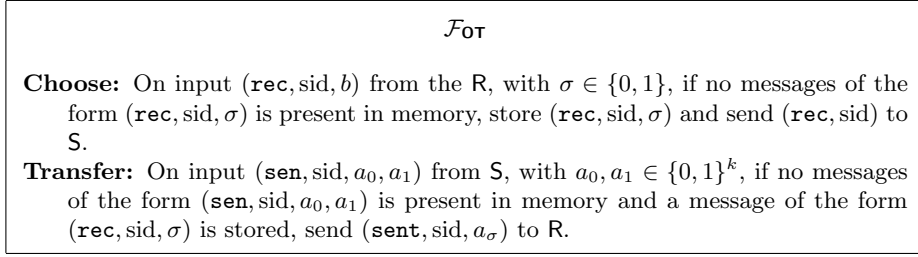 F_OT
Choose: On input (rec, sid, b) from the R, with σ ∈ {0, 1}, if no messages of the
form (rec, sid, σ) is present in memory, store (rec, sid, σ) and send (rec, sid) to
S.
Transfer: On input (sen, sid, a₀, a₁) from S, with a₀, a₁ ∈ {0, 1}ᵏ, if no messages
of the form (sen, sid, a₀, a₁) is present in memory and a message of the form
(rec, sid, σ) is stored, send (sent, sid, a_σ) to R.